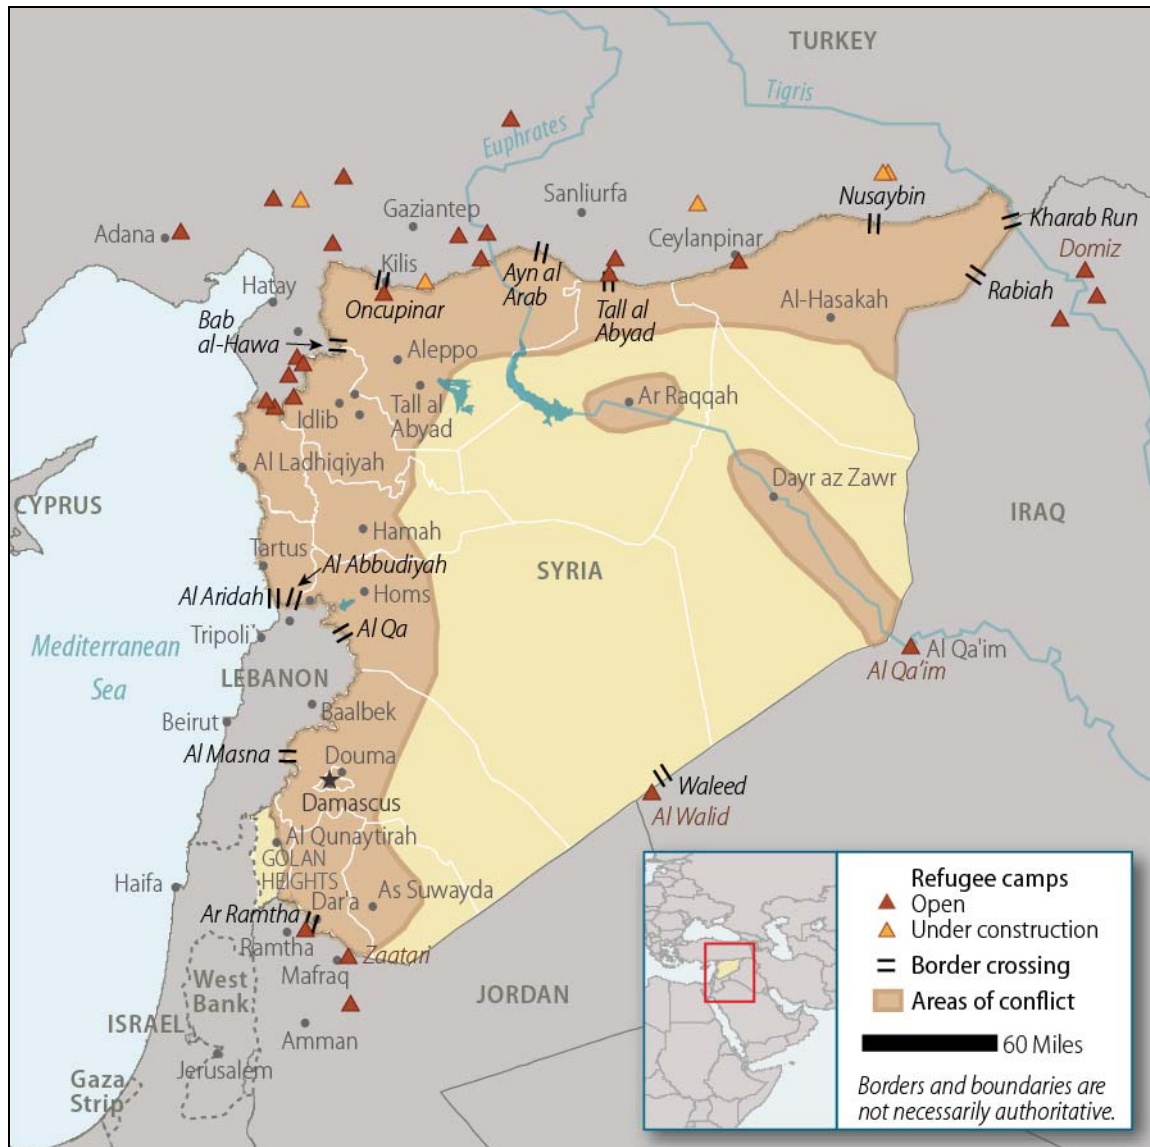 TURKEY
Tigris
Euphrates
Sanliurfa
Nusaybin
Gaziantep
Kharab Run
Adana
Ceylanpinar
Domiz
Kilis
Ayn al
Arab
Hatay
Oncupinar
Tall al
Abyad
Al-Hasakah
Rabiah
Bab
al-Hawa
Aleppo
Tall al
Abyad
Ar Raqqah
Idlib
Al Ladhiqiyah
Dayr az Zawr
CYPRUS
IRAQ
Hamah
Tartus
Al Abbudiyah
SYRIA
Al Aridah
Homs
Tripoli
Al Qa
Mediterranean
Sea
Al Qa'im
Al Qa'im
LEBANON
Baalbek
Beirut
Al Masna
Douma
Waleed
Damascus
Al Walid
Al Qunaytirah
GOLAN
HEIGHTS
Haifa
Dar'a
As Suwayda
Ar Ramtha
Ramtha
Zaatari
Mafraq
West
Bank
JORDAN
ISRAEL
Amman
Jerusalem
Gaza
Strip
Refugee camps
Open
Under construction
Border crossing
Areas of conflict
60 Miles
Borders and boundaries are
not necessarily authoritative.